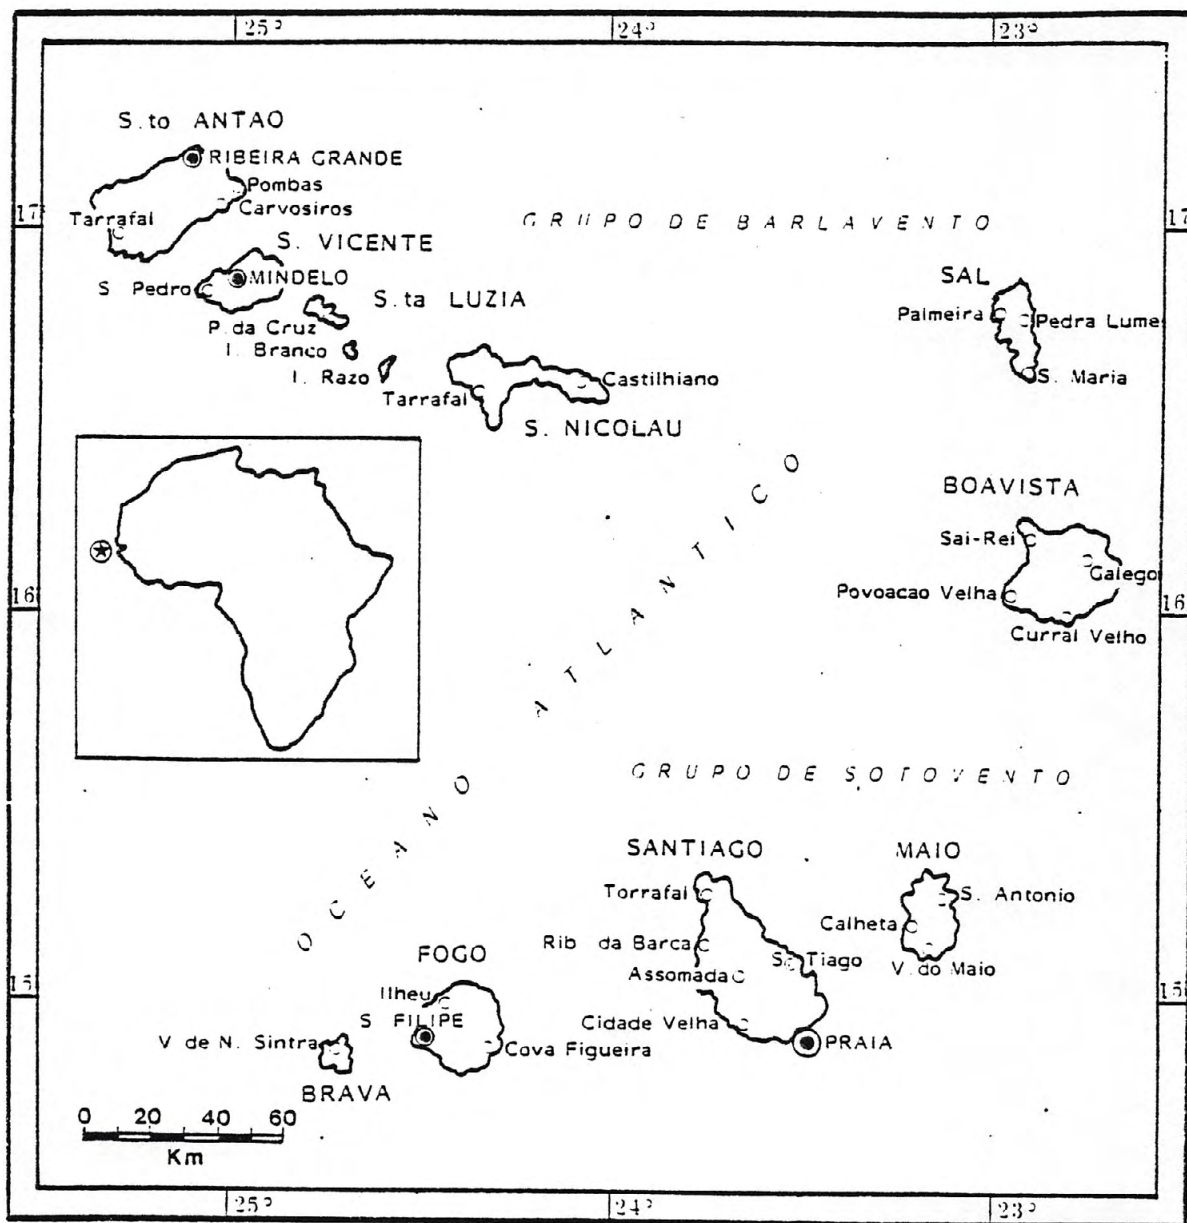 25° 24° 23°
S.to ANTAO
RIBEIRA GRANDE
Pombas
Carvosiros
Tarrafal
17 17
GRUPO DE BARLAVENTO
S. VICENTE
MINDELO
S Pedro
S.ta LUZIA
P. da Cruz
I. Branco
I. Razo
SAL
Palmeira
Pedra Lume
S. Maria
Castilhiano
Tarrafal
S. NICOLAU
BOAVISTA
Sai-Rei
Galego
Povoacao Velha
Curral Velho
16 16
OCEANO ATLANTICO
GRUPO DE SOTOVENTO
SANTIAGO
Torrafal
Rib da Barca
Sa Tiago
Assomada
Cidade Velha
PRAIA
MAIO
S. Antonio
Calheta
V. do Maio
FOGO
Ilheu
S FILIPE
Cova Figueira
15 15
V de N. Sintra
BRAVA
0 20 40 60
Km
25° 24° 23°